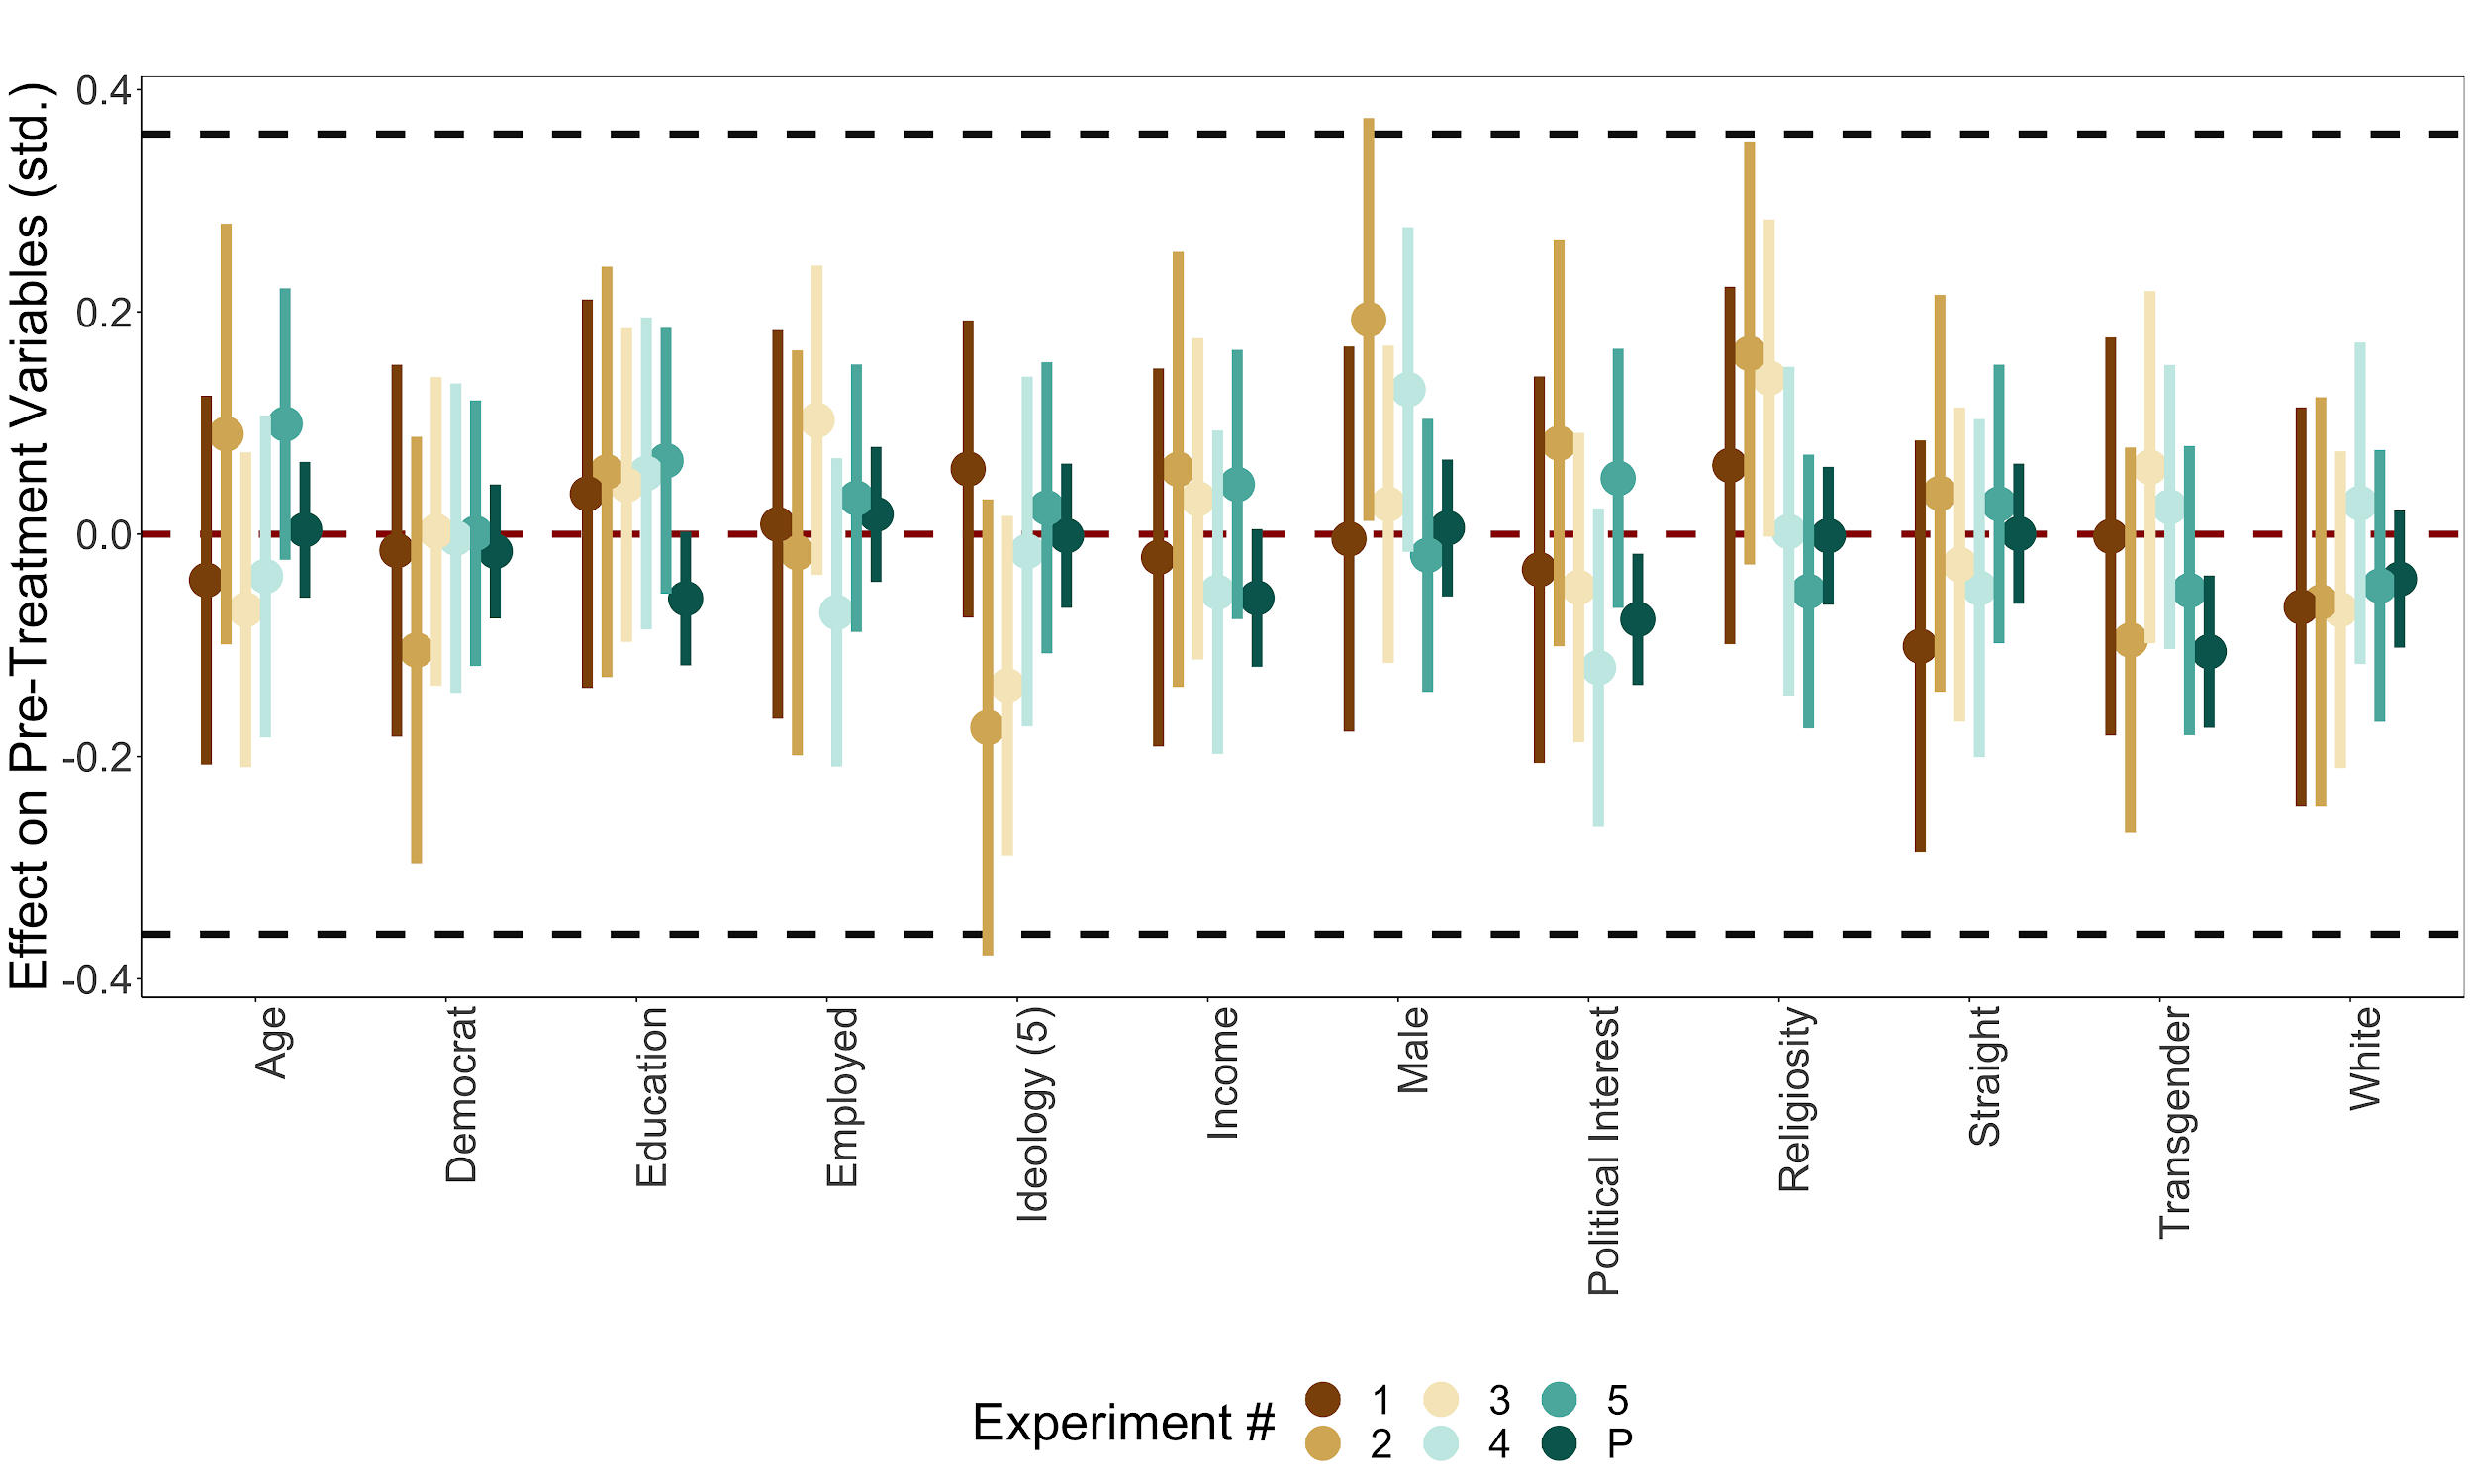 Effect on Pre-Treatment Variables (std.)
0.4
0.2
0.0
-0.2
-0.4
Age
Democrat
Education
Employed
Ideology (5)
Income
Male
Political Interest
Religiosity
Straight
Transgender
White
Experiment #
1
3
5
2
4
P